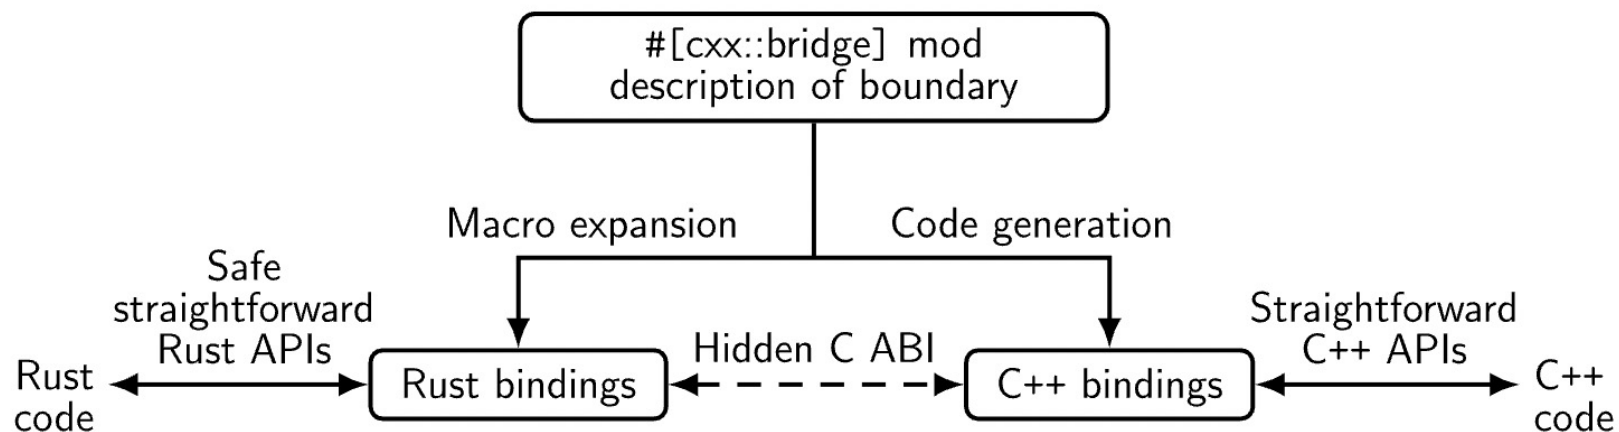 #[cxx::bridge] mod
description of boundary
Macro expansion
Code generation
Safe
straightforward
Rust APIs
Hidden C ABI
Straightforward
C++ APIs
Rust
code
Rust bindings
C++ bindings
C++
code